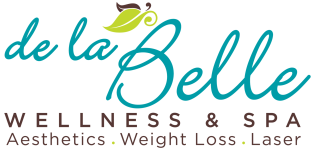 de la Belle
WELLNESS & SPA
Aesthetics . Weight Loss . Laser